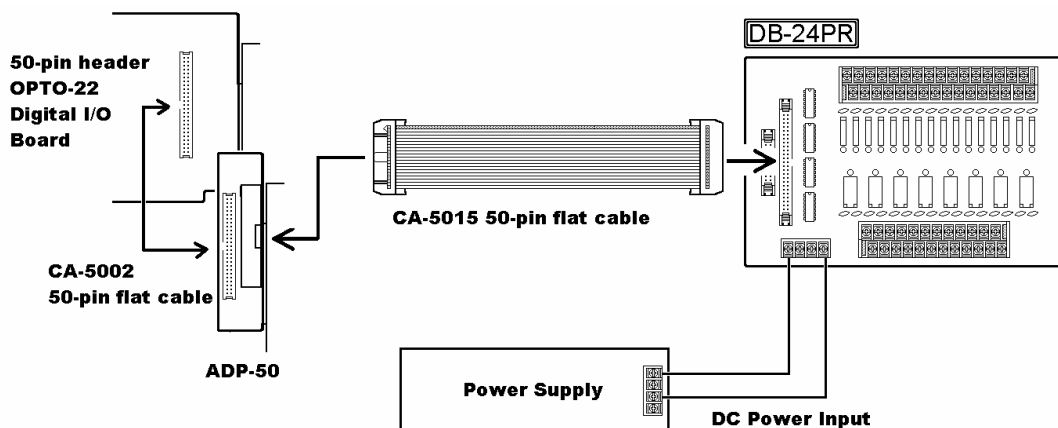 50-pin header
OPTO-22
Digital I/O
Board
DB-24PR
CA-5015 50-pin flat cable
CA-5002
50-pin flat cable
ADP-50
Power Supply
DC Power Input